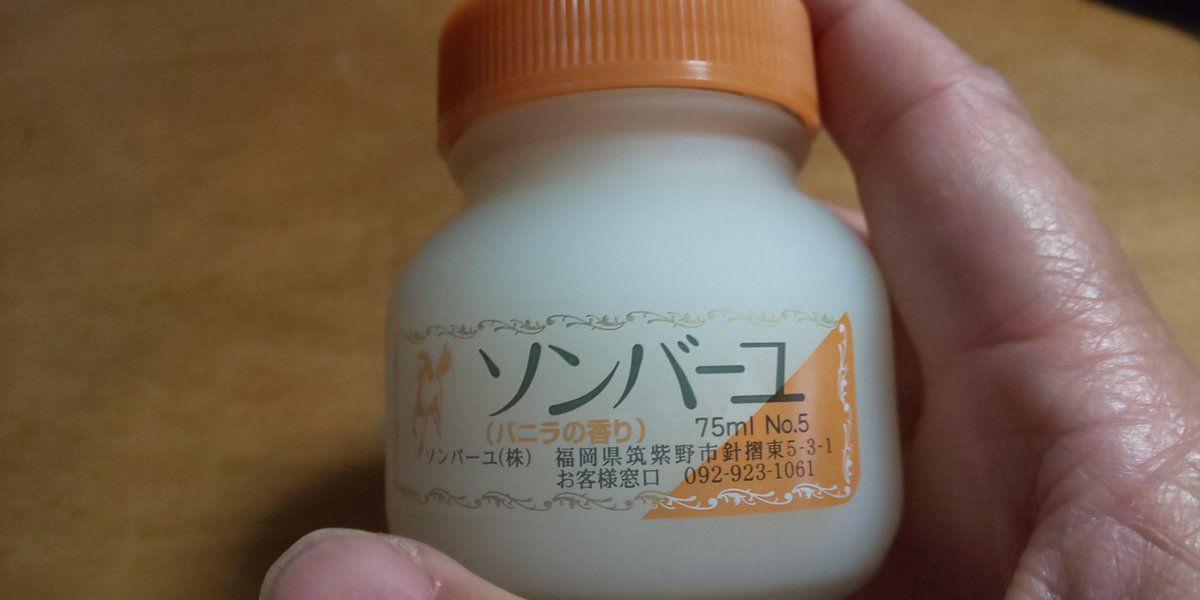 ソンバーユ
(バニラの香り) 75ml No.5
ソンバーユ(株) 福岡県筑紫野市針摺東5-3-1
お客様窓口 092-923-1061